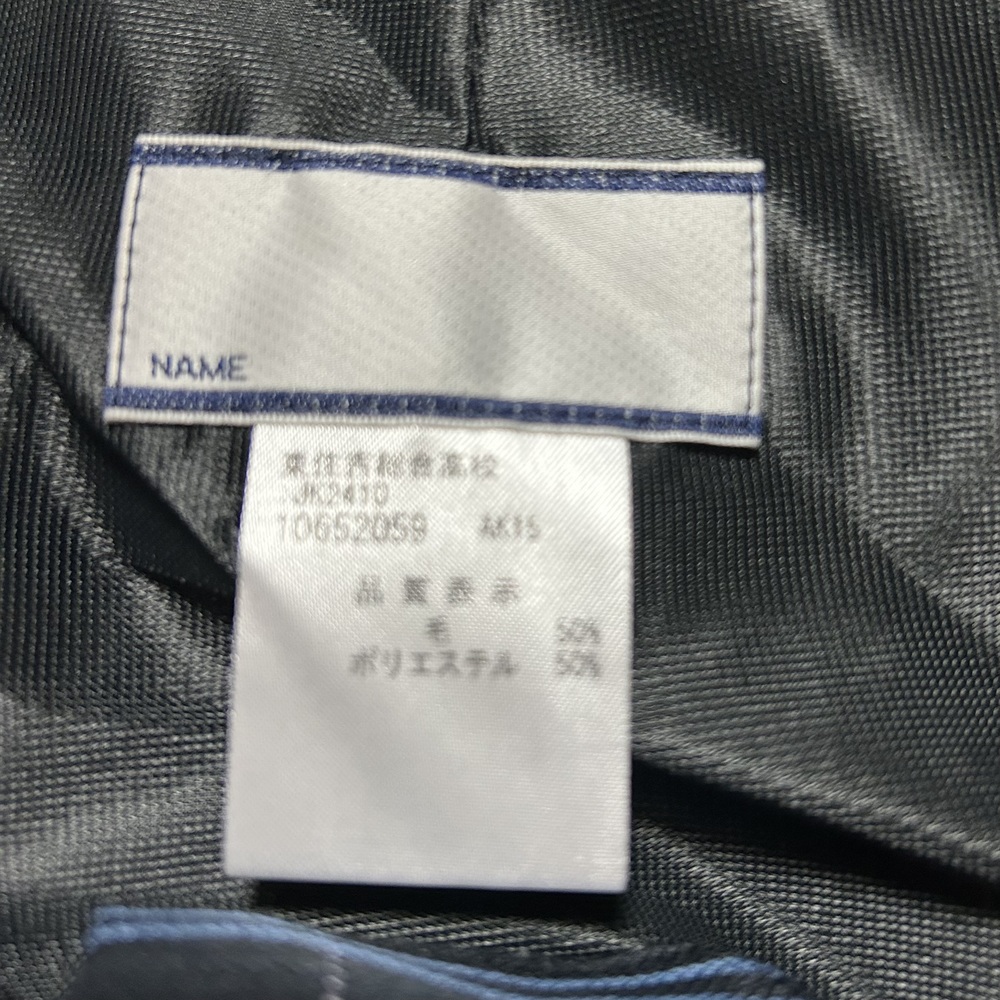 NAME
東住吉総合高校
JK2410
10652059 AK15
品質表示
毛 50%
ポリエステル 50%